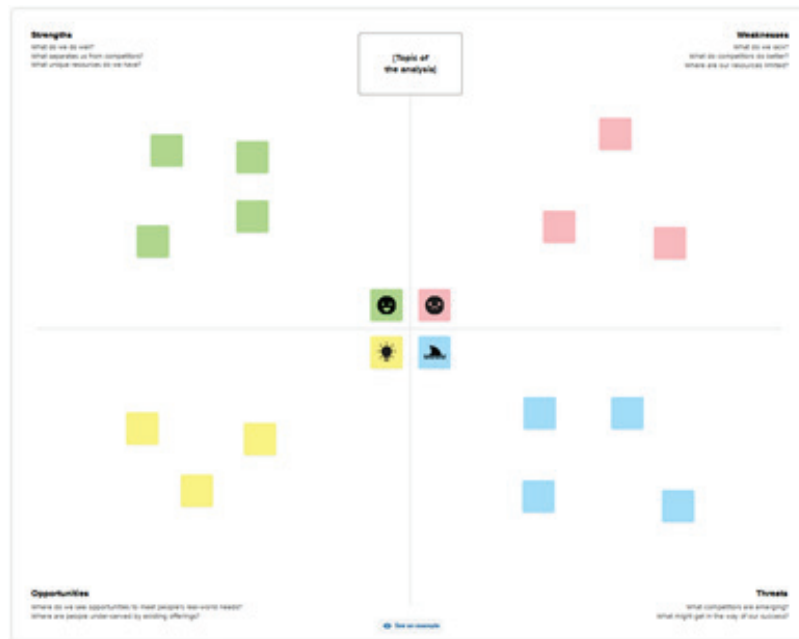 Strengths
What do we do well?
What separates us from competitors?
What unique resources do we have?
[Topic of
the analysis]
Weaknesses
What do we lack?
What do competitors do better?
Where are our resources limited?
Opportunities
Where do we see opportunities to meet people's real-world needs?
Where are people under-served by existing offerings?
See an example
Threats
What competitors are emerging?
What might get in the way of our success?